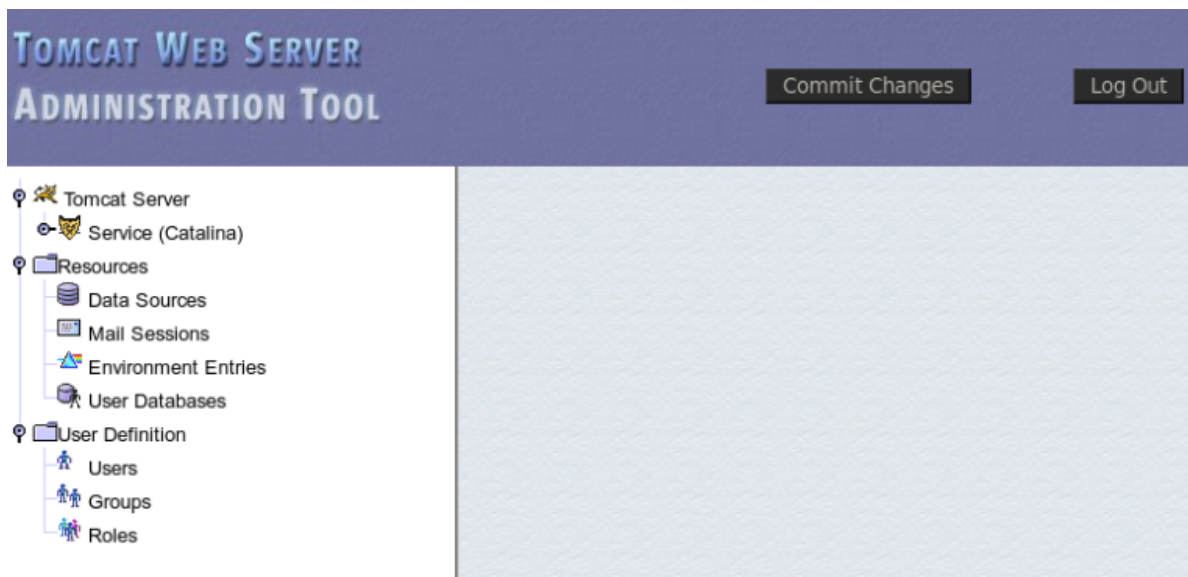 TOMCAT WEB SERVER
ADMINISTRATION TOOL
Commit Changes
Log Out
Tomcat Server
Service (Catalina)
Resources
Data Sources
Mail Sessions
Environment Entries
User Databases
User Definition
Users
Groups
Roles